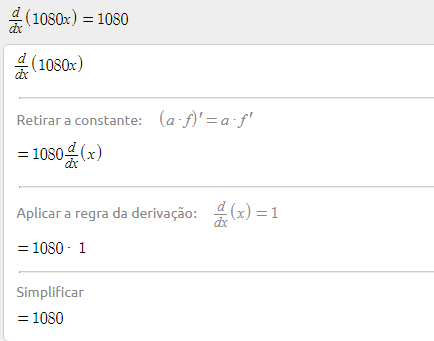 d/dx (1080x) = 1080
d/dx (1080x)
Retirar a constante: (a · f)′ = a · f′
= 1080 d/dx (x)
Aplicar a regra da derivação: d/dx (x) = 1
= 1080 · 1
Simplificar
= 1080